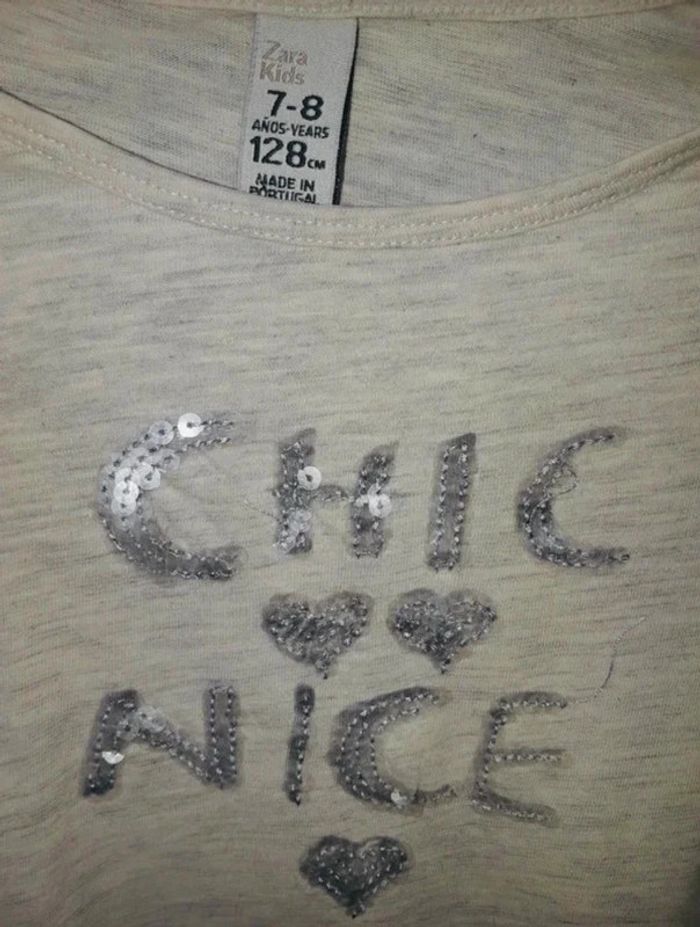 Zara
Kids
7-8
AÑOS-YEARS
128CM
MADE IN
PORTUGAL
CHIC
NICE